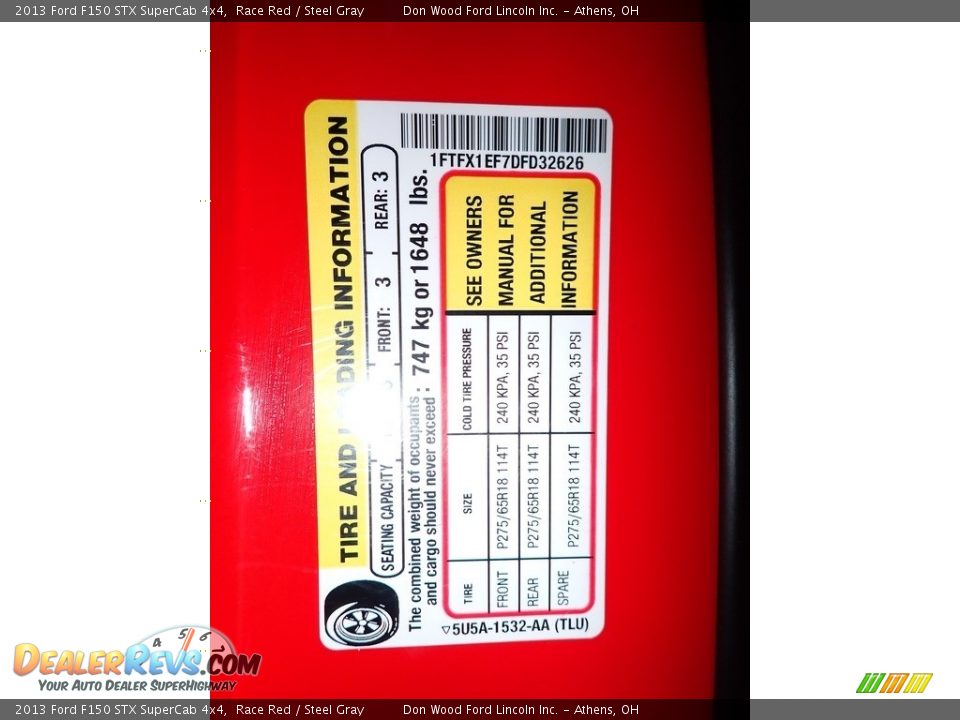 2013 Ford F150 STX SuperCab 4x4, Race Red / Steel Gray Don Wood Ford Lincoln Inc. - Athens, OH
TIRE AND LOADING INFORMATION
SEATING CAPACITY FRONT: 3 REAR: 3
The combined weight of occupants
and cargo should never exceed : 747 kg or 1648 lbs.
1FTFX1EF7DFD32626
TIRE SIZE COLD TIRE PRESSURE
FRONT P275/65R18 114T 240 KPA, 35 PSI
REAR P275/65R18 114T 240 KPA, 35 PSI
SPARE P275/65R18 114T 240 KPA, 35 PSI
SEE OWNERS
MANUAL FOR
ADDITIONAL
INFORMATION
▽5U5A-1532-AA (TLU)
4 5 6
DEALERREVS.COM
YOUR AUTO DEALER SUPERHIGHWAY
2013 Ford F150 STX SuperCab 4x4, Race Red / Steel Gray Don Wood Ford Lincoln Inc. - Athens, OH